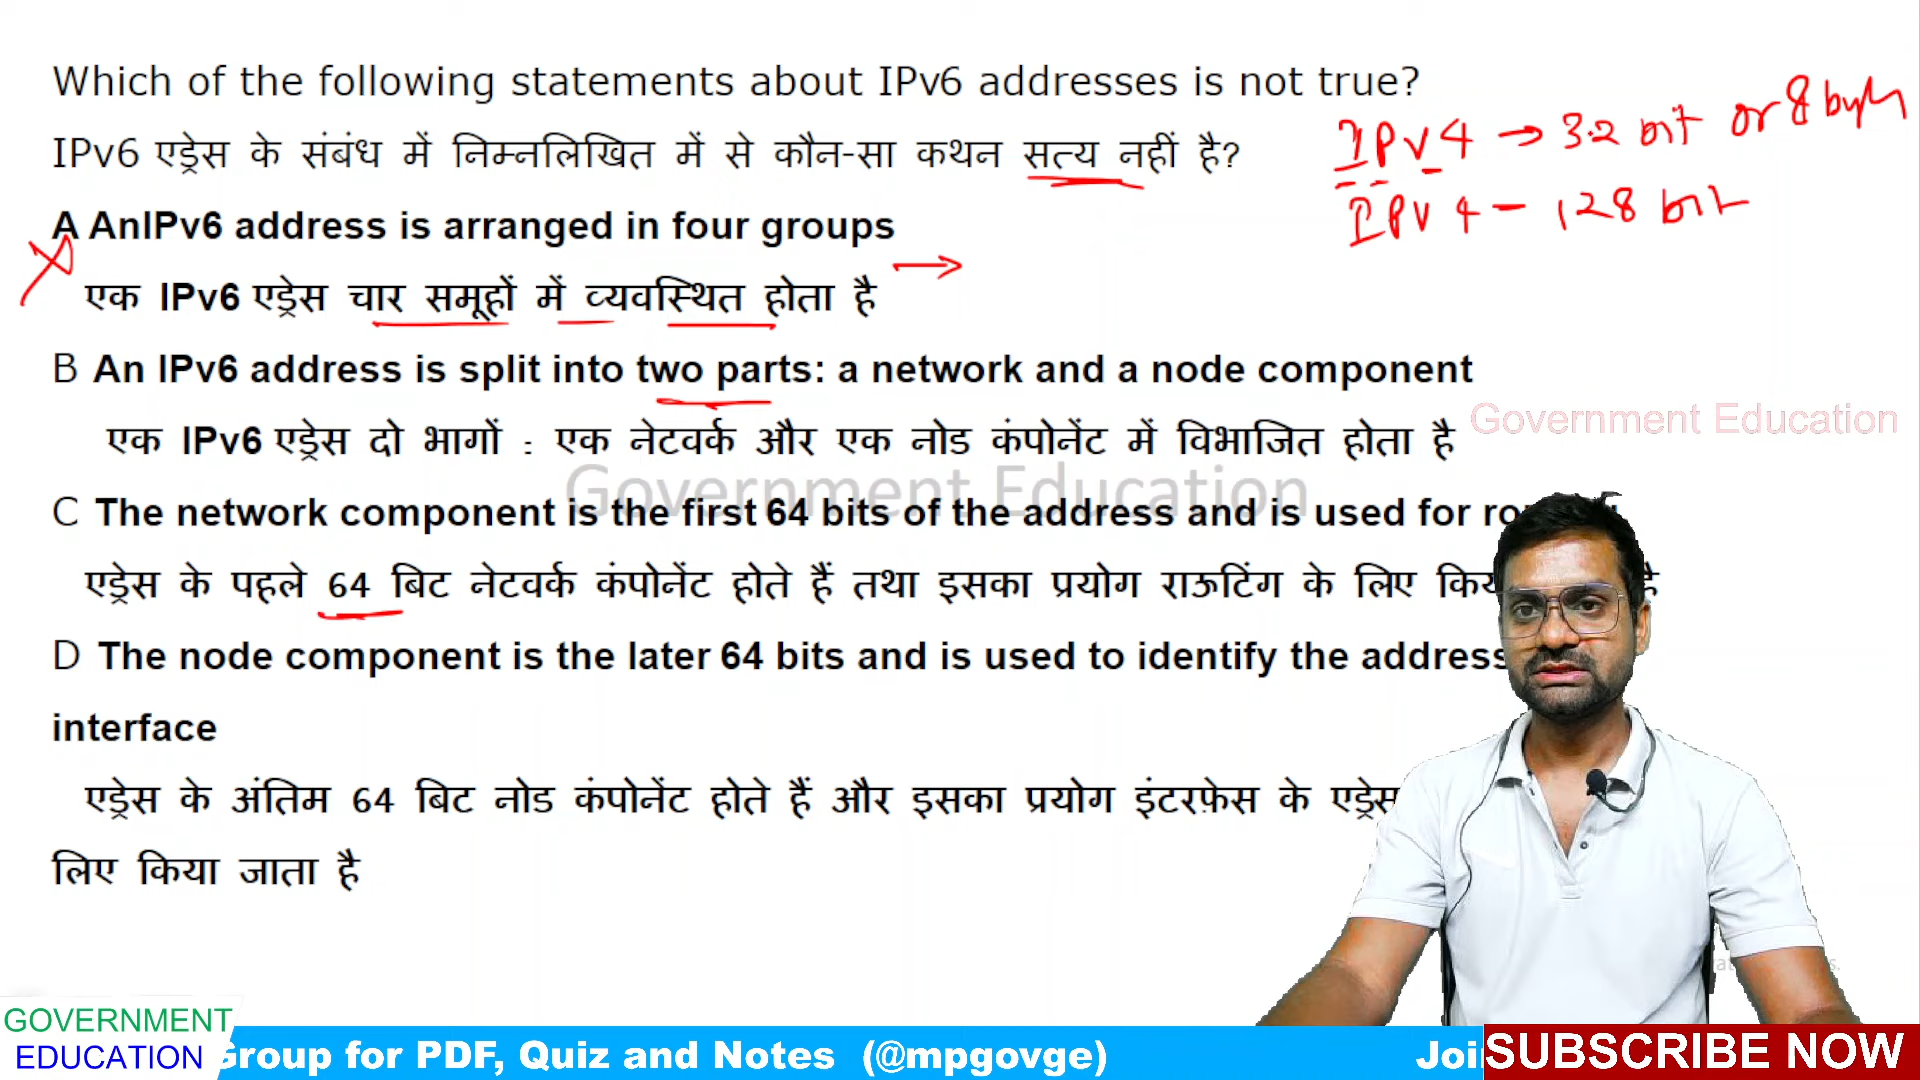 Which of the following statements about IPv6 addresses is not true?
IPv6 एड्रेस के संबंध में निम्नलिखित में से कौन-सा कथन सत्य नहीं है?
IPv4 → 32 bit or 8 byte
IPv4 - 128 bit
A AnIPv6 address is arranged in four groups
एक IPv6 एड्रेस चार समूहों में व्यवस्थित होता है
B An IPv6 address is split into two parts: a network and a node component
एक IPv6 एड्रेस दो भागों : एक नेटवर्क और एक नोड कंपोनेंट में विभाजित होता है
Government Education
Government Education
C The network component is the first 64 bits of the address and is used for
एड्रेस के पहले 64 बिट नेटवर्क कंपोनेंट होते हैं तथा इसका प्रयोग राऊटिंग के लिए है
D The node component is the later 64 bits and is used to identify the address
interface
एड्रेस के अंतिम 64 बिट नोड कंपोनेंट होते हैं और इसका प्रयोग इंटरफ़ेस के एड्रेस
लिए किया जाता है
GOVERNMENT
EDUCATION
Group for PDF, Quiz and Notes (@mpgovge)
SUBSCRIBE NOW